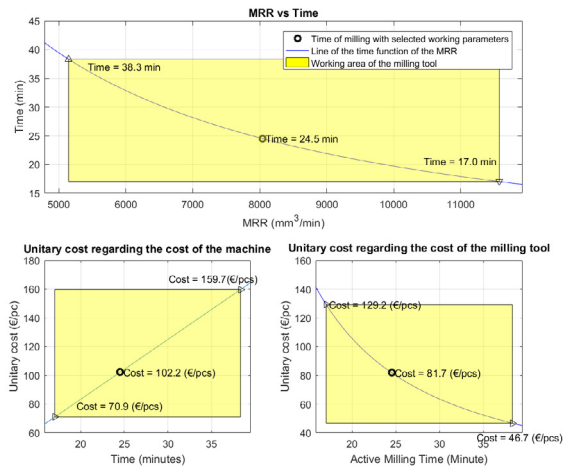 MRR vs Time
45
40
35
30
25
20
15
Time (min)
Time of milling with selected working parameters
Line of the time function of the MRR
Working area of the milling tool
Time = 38.3 min
Time = 24.5 min
Time = 17.0 min
5000 6000 7000 8000 9000 10000 11000
MRR (mm³/min)
Unitary cost regarding the cost of the machine
160
140
120
100
80
60
Unitary cost (€/pc)
Cost = 159.7(€/pcs)
Cost = 102.2 (€/pcs)
Cost = 70.9 (€/pcs)
20 25 30 35
Time (minutes)
Unitary cost regarding the cost of the milling tool
160
140
120
100
80
60
40
Unitary cost (€/pc)
Cost = 129.2 (€/pcs)
Cost = 81.7 (€/pcs)
Cost = 46.7 (€/pcs)
20 25 30 35
Active Milling Time (Minute)